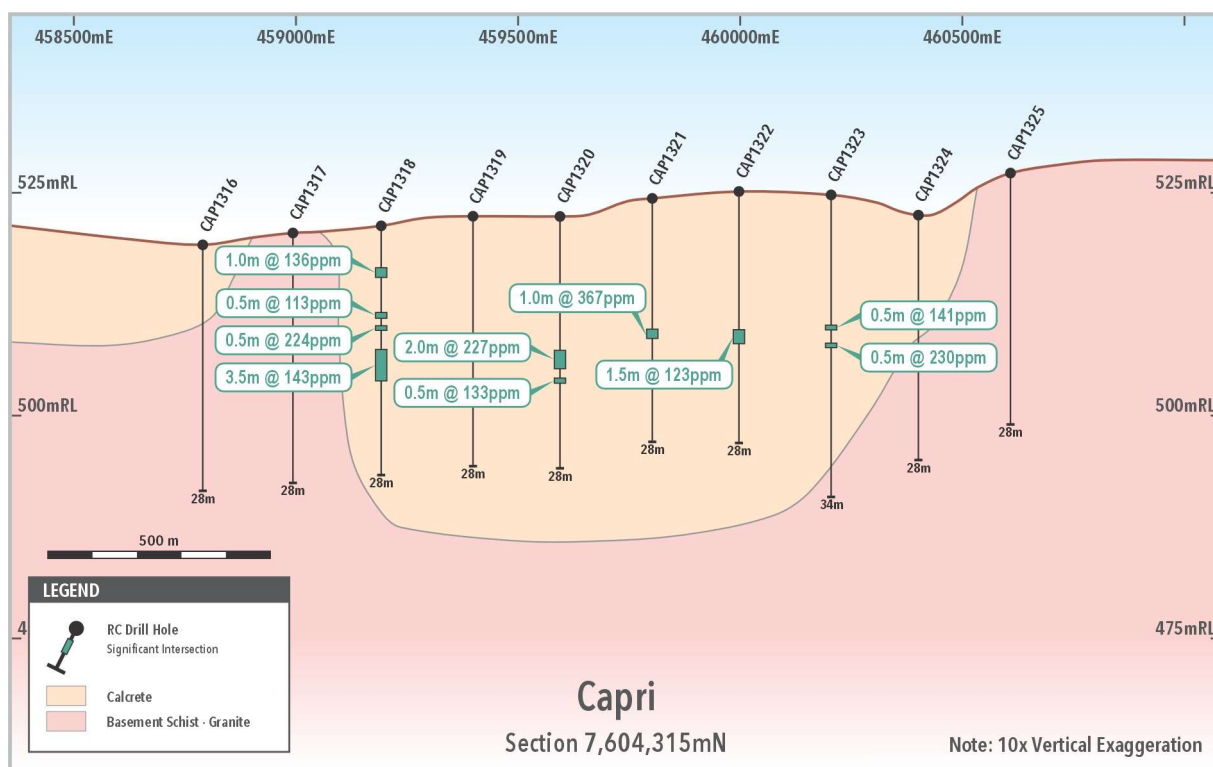 458500mE
459000mE
459500mE
460000mE
460500mE
CAP1316
CAP1317
CAP1318
CAP1319
CAP1320
CAP1321
CAP1322
CAP1323
CAP1324
CAP1325
525mRL
525mRL
1.0m @ 136ppm
0.5m @ 113ppm
0.5m @ 224ppm
3.5m @ 143ppm
2.0m @ 227ppm
0.5m @ 133ppm
1.0m @ 367ppm
1.5m @ 123ppm
0.5m @ 141ppm
0.5m @ 230ppm
500mRL
500mRL
28m
28m
28m
28m
28m
28m
28m
34m
28m
28m
500 m
LEGEND
RC Drill Hole
Significant Intersection
Calcrete
Basement Schist - Granite
4
475mRL
Capri
Section 7,604,315mN
Note: 10x Vertical Exaggeration